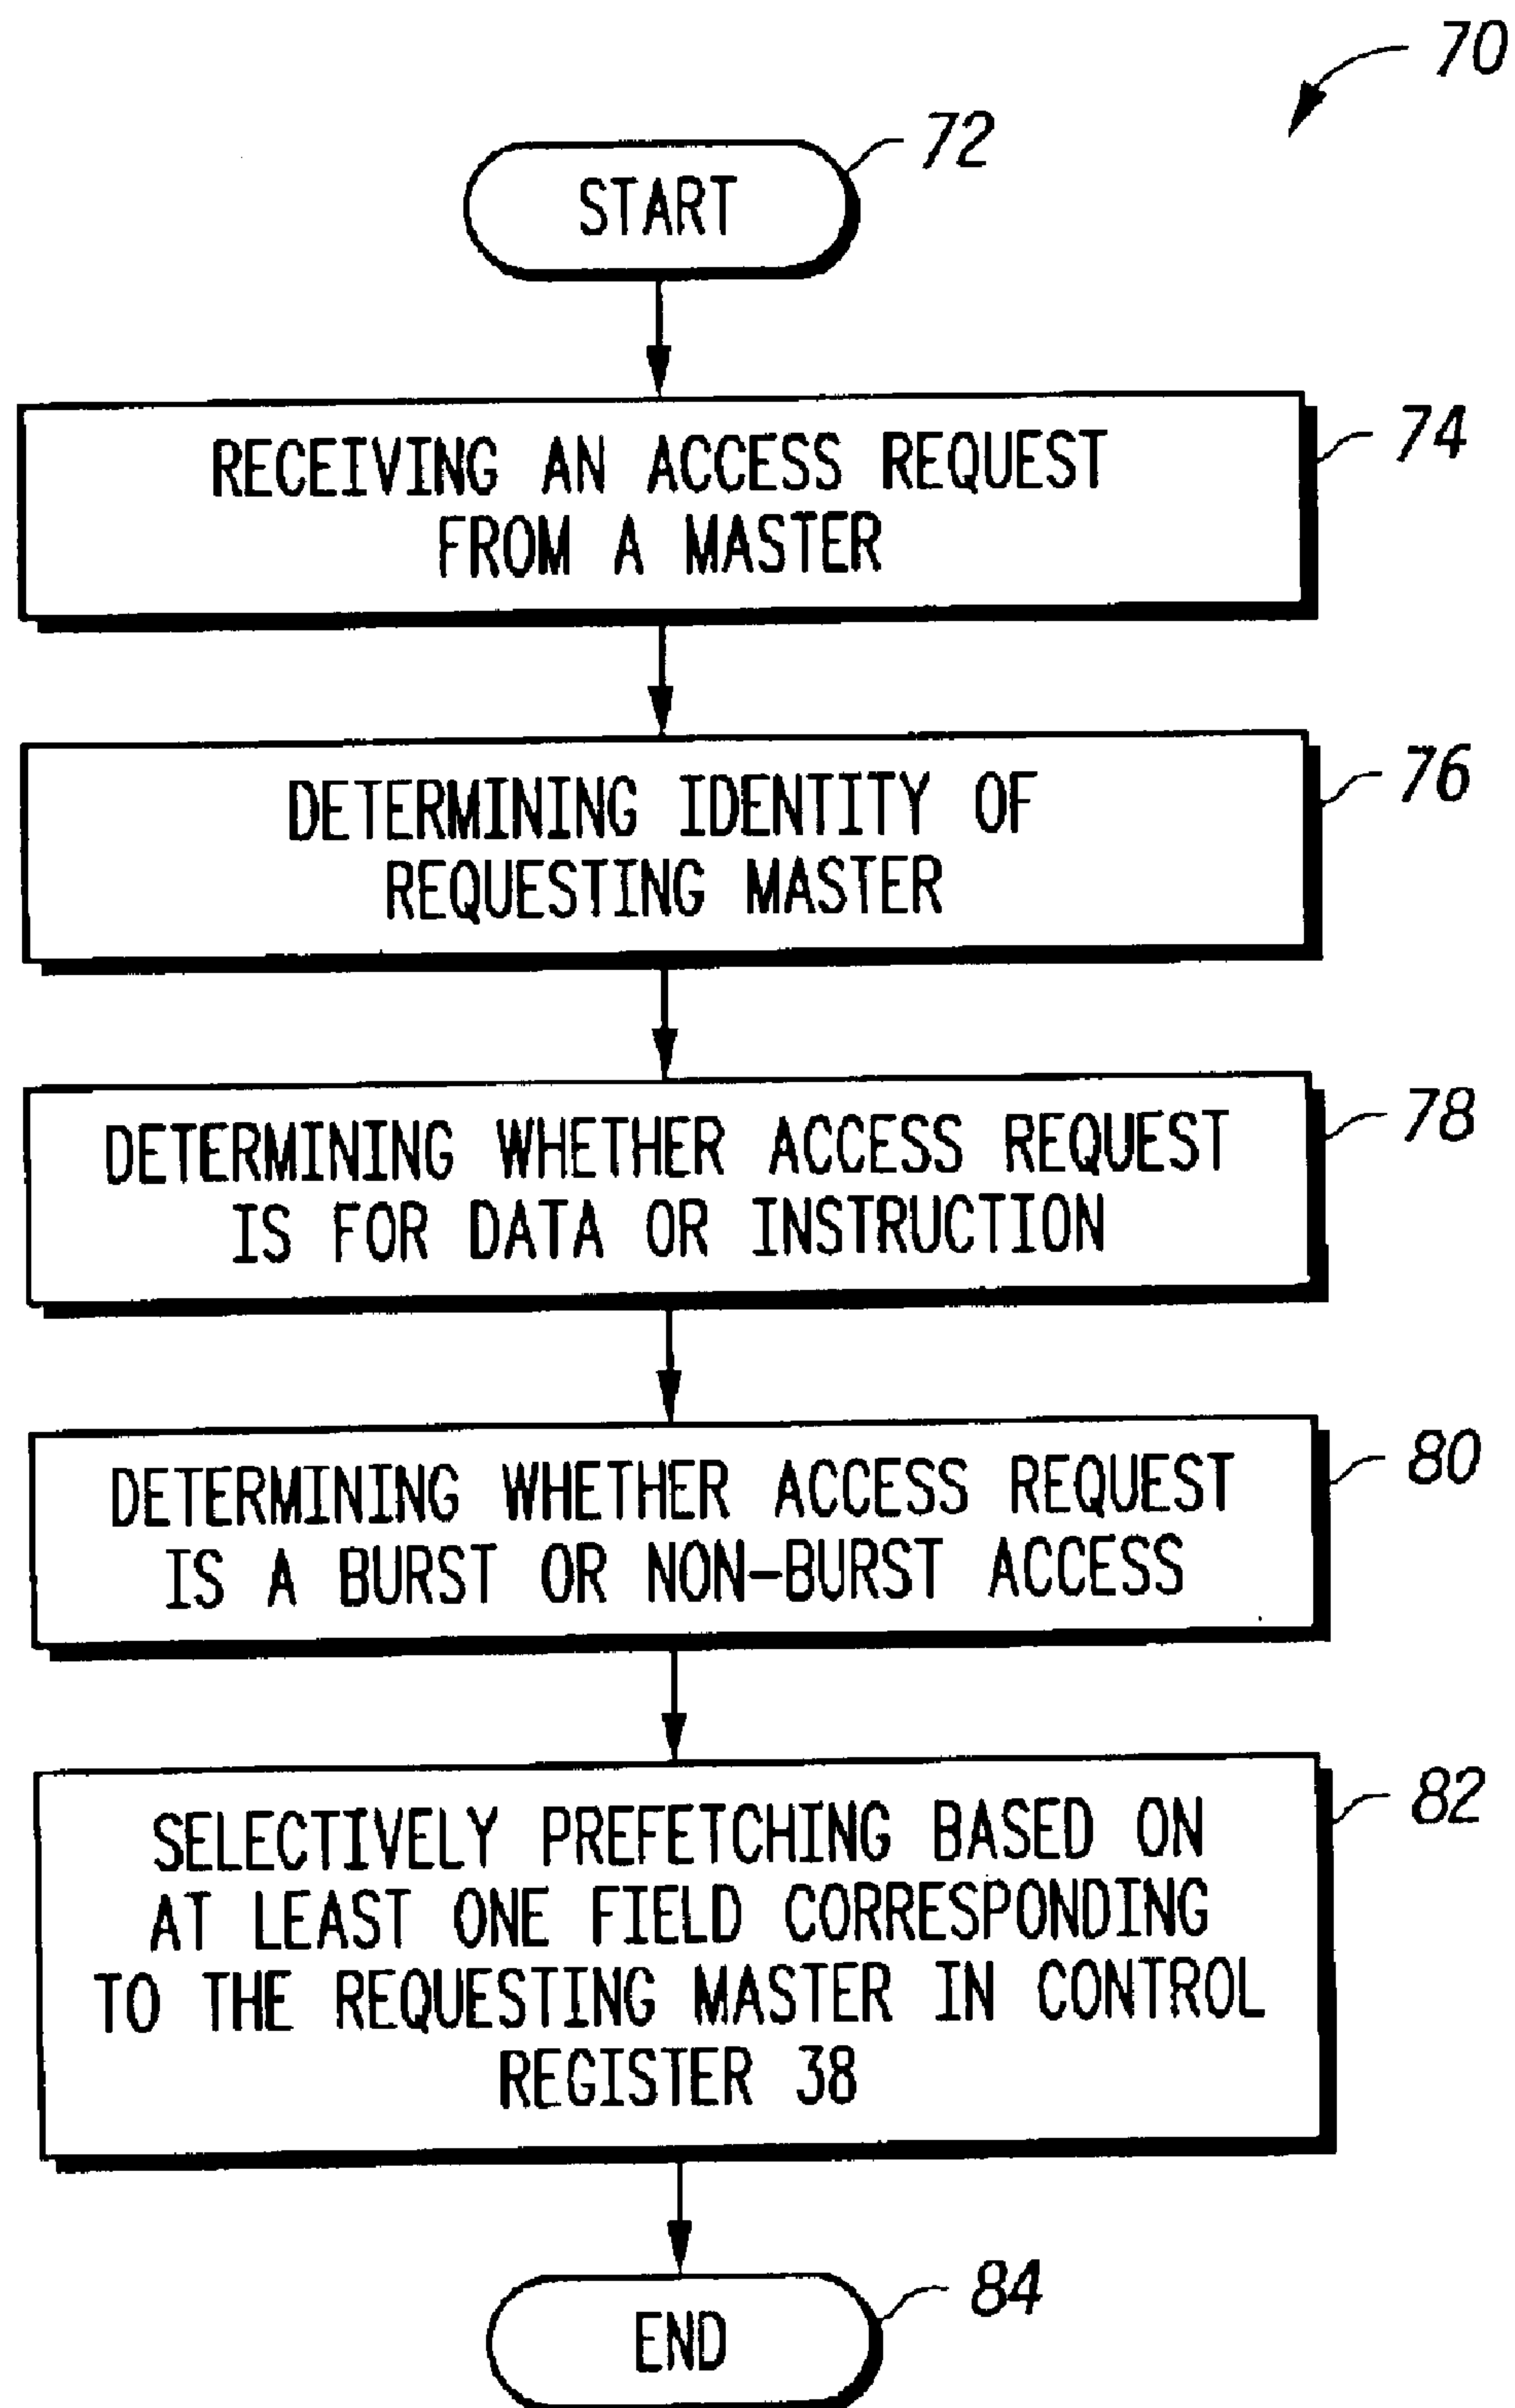 70
72
START
74
RECEIVING AN ACCESS REQUEST
FROM A MASTER
76
DETERMINING IDENTITY OF
REQUESTING MASTER
78
DETERMINING WHETHER ACCESS REQUEST
IS FOR DATA OR INSTRUCTION
80
DETERMINING WHETHER ACCESS REQUEST
IS A BURST OR NON-BURST ACCESS
82
SELECTIVELY PREFETCHING BASED ON
AT LEAST ONE FIELD CORRESPONDING
TO THE REQUESTING MASTER IN CONTROL
REGISTER 38
84
END